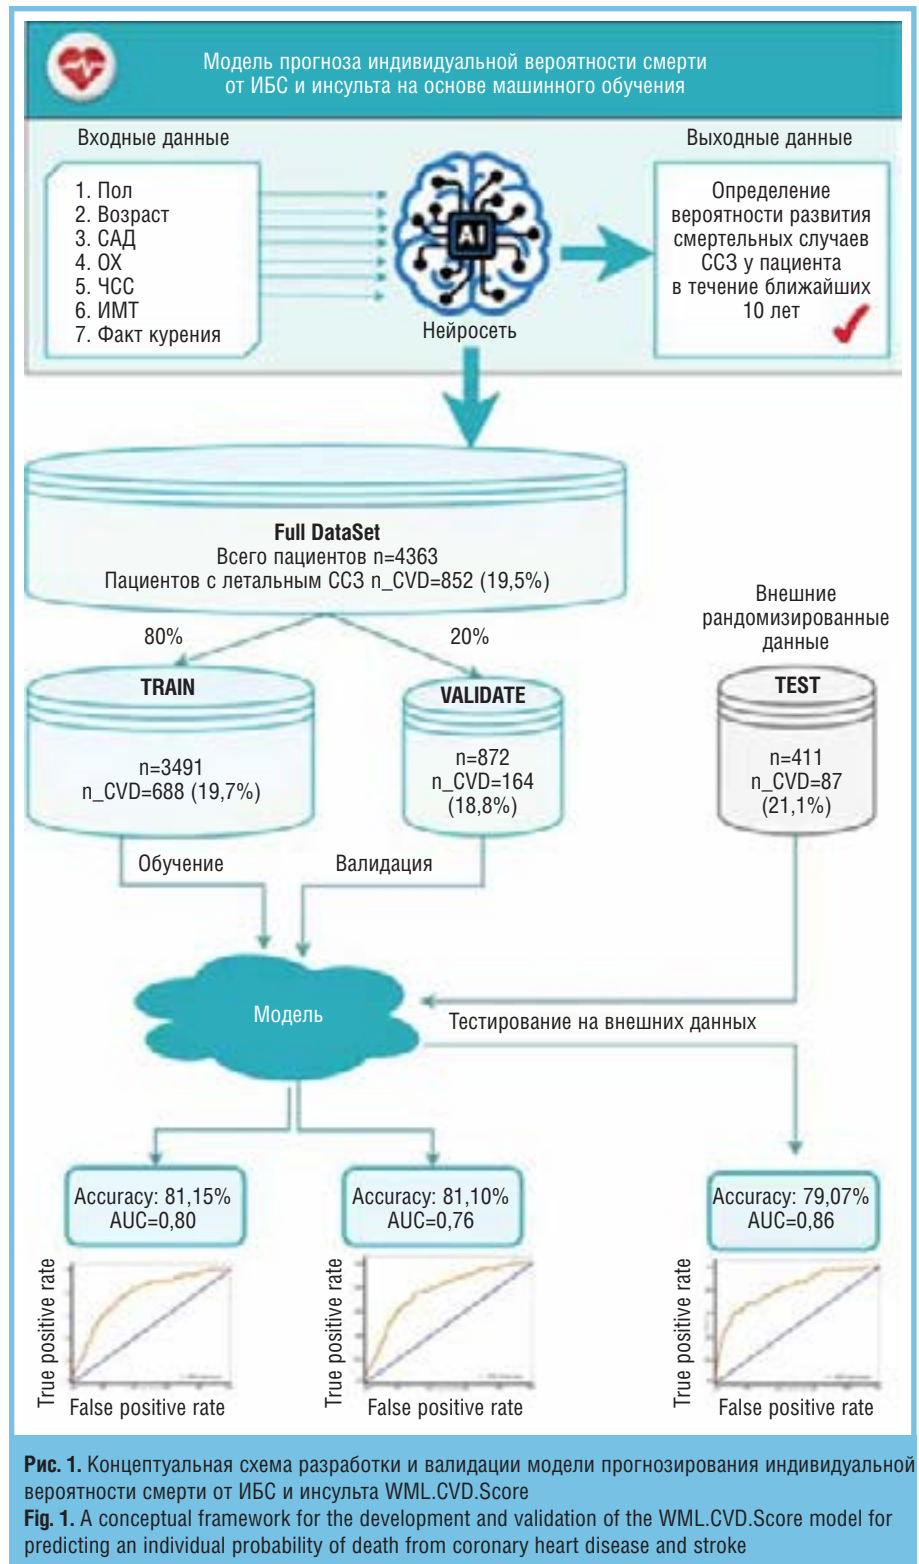 Модель прогноза индивидуальной вероятности смерти
от ИБС и инсульта на основе машинного обучения
Входные данные
1. Пол
2. Возраст
3. САД
4. ОХ
5. ЧСС
6. ИМТ
7. Факт курения
AI
Нейросеть
Выходные данные
Определение
вероятности развития
смертельных случаев
ССЗ у пациента
в течение ближайших
10 лет
Full DataSet
Всего пациентов n=4363
Пациентов с летальным ССЗ n_CVD=852 (19,5%)
80%
20%
Внешние
рандомизированные
данные
TRAIN
n=3491
n_CVD=688 (19,7%)
VALIDATE
n=872
n_CVD=164
(18,8%)
TEST
n=411
n_CVD=87
(21,1%)
Обучение
Валидация
Модель
Тестирование на внешних данных
Accuracy: 81,15%
AUC=0,80
Accuracy: 81,10%
AUC=0,76
Accuracy: 79,07%
AUC=0,86
True positive rate
False positive rate
True positive rate
False positive rate
True positive rate
False positive rate
Рис. 1. Концептуальная схема разработки и валидации модели прогнозирования индивидуальной
вероятности смерти от ИБС и инсульта WML.CVD.Score
Fig. 1. A conceptual framework for the development and validation of the WML.CVD.Score model for
predicting an individual probability of death from coronary heart disease and stroke